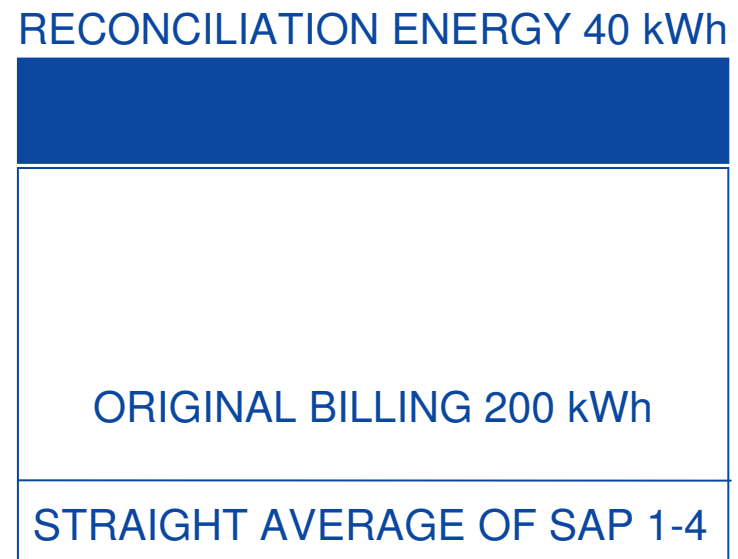 RECONCILIATION ENERGY 40 kWh
ORIGINAL BILLING 200 kWh
STRAIGHT AVERAGE OF SAP 1-4